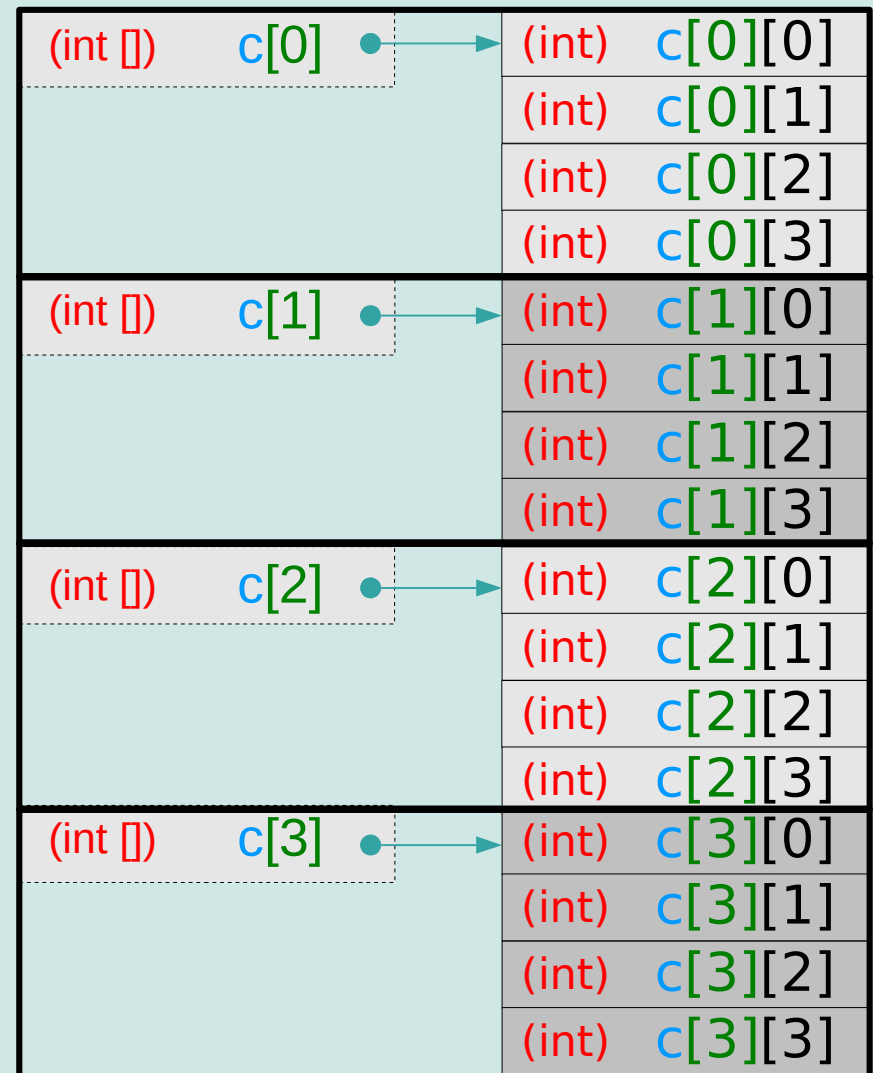 (int []) c[0] (int) c[0][0]
(int) c[0][1]
(int) c[0][2]
(int) c[0][3]
(int []) c[1] (int) c[1][0]
(int) c[1][1]
(int) c[1][2]
(int) c[1][3]
(int []) c[2] (int) c[2][0]
(int) c[2][1]
(int) c[2][2]
(int) c[2][3]
(int []) c[3] (int) c[3][0]
(int) c[3][1]
(int) c[3][2]
(int) c[3][3]